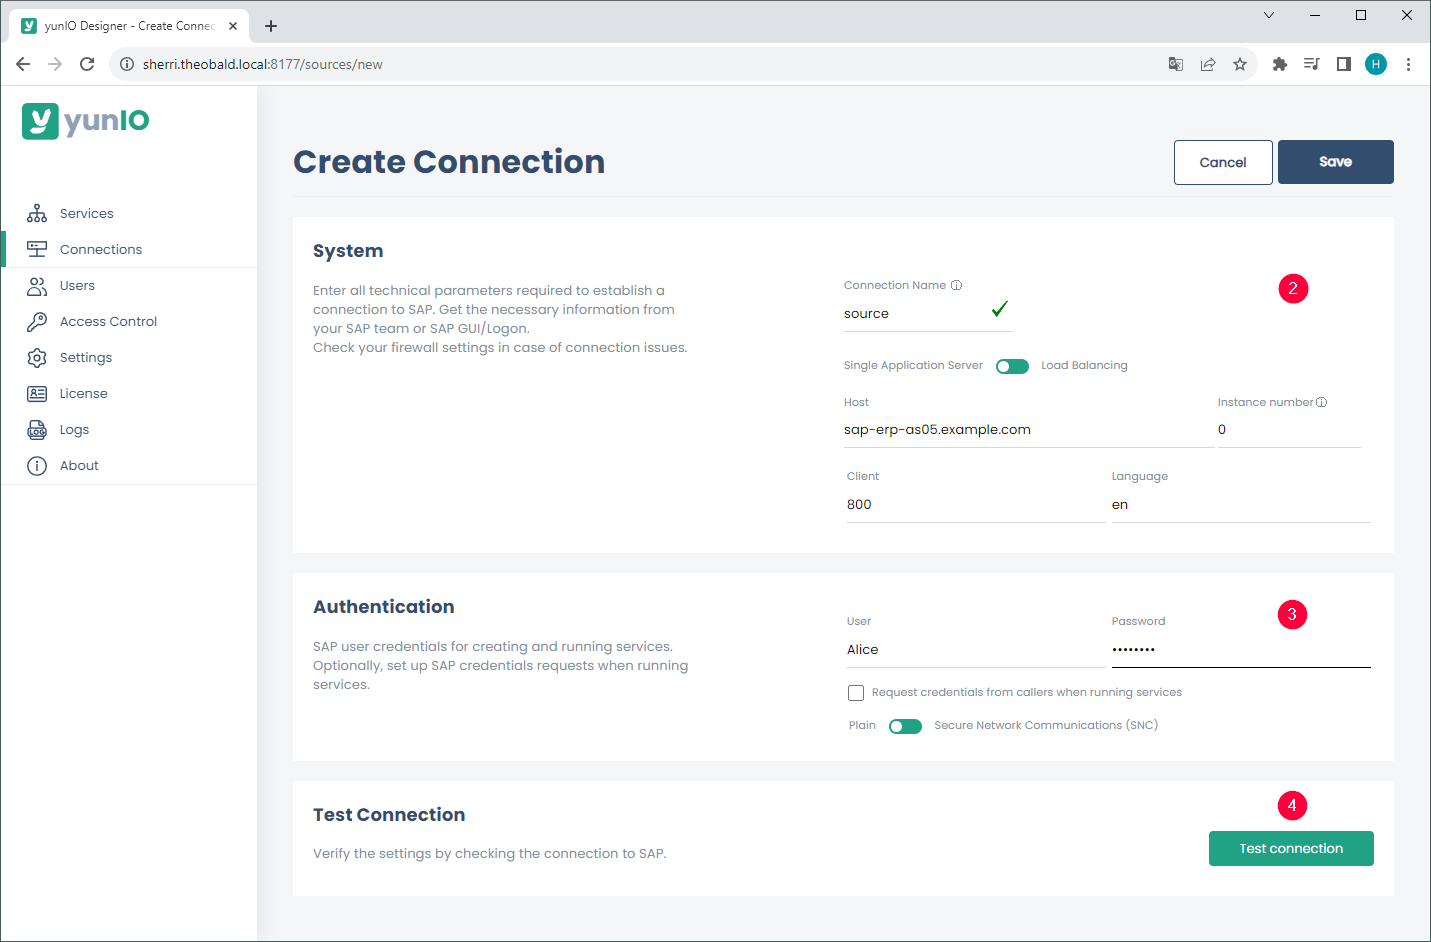 yunIO Designer - Create Connec
sherri.theobald.local:8177/sources/new
H
yunIO
Services
Connections
Users
Access Control
Settings
License
LOG
Logs
About
Create Connection
Cancel
Save
System
Enter all technical parameters required to establish a
connection to SAP. Get the necessary information from
your SAP team or SAP GUI/Logon.
Check your firewall settings in case of connection issues.
2
Connection Name
source
Single Application Server
Load Balancing
Host
Instance number
sap-erp-as05.example.com
0
Client
Language
800
en
Authentication
SAP user credentials for creating and running services.
Optionally, set up SAP credentials requests when running
services.
3
User
Password
Alice
••••••••
Request credentials from callers when running services
Plain
Secure Network Communications (SNC)
Test Connection
Verify the settings by checking the connection to SAP.
4
Test connection